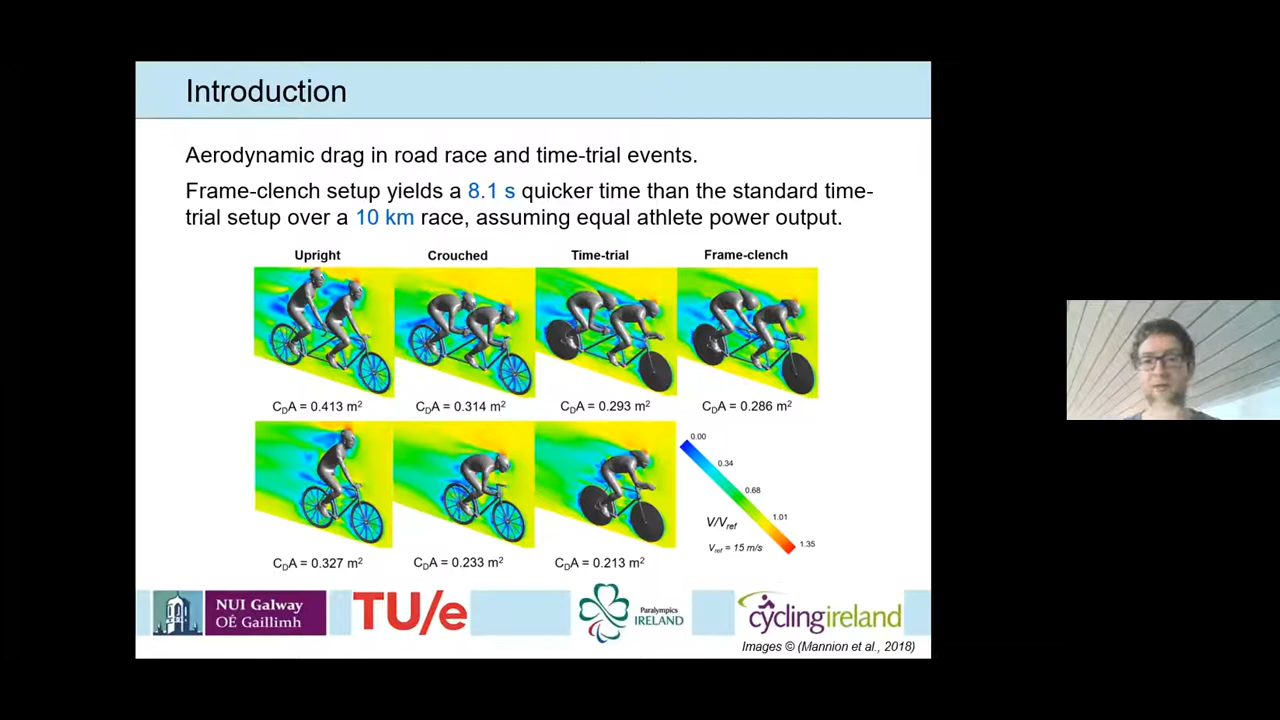 Introduction
Aerodynamic drag in road race and time-trial events.
Frame-clench setup yields a 8.1 s quicker time than the standard time-
trial setup over a 10 km race, assuming equal athlete power output.
Upright Crouched Time-trial Frame-clench
CDA = 0.413 m² CDA = 0.314 m² CDA = 0.293 m² CDA = 0.286 m²
0.00
0.34
0.68
1.01
1.35
V/Vref
Vref = 15 m/s
CDA = 0.327 m² CDA = 0.233 m² CDA = 0.213 m²
NUI Galway
OÉ Gaillimh
TU/e
Paralympics
IRELAND
cyclingireland
Images © (Mannion et al., 2018)